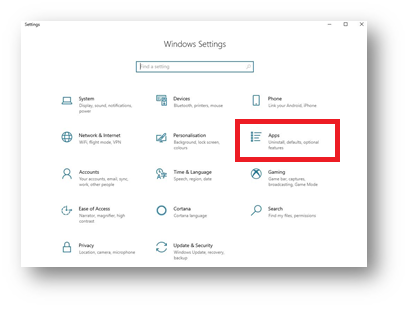 Settings
Windows Settings
Find a setting
System
Sound, notifications,
power
Devices
Bluetooth, printers, mouse
Phone
Link your Android, iPhone
Network & Internet
WiFi, flight mode, VPN
Personalisation
Background, lock screen,
colours
Apps
Uninstall, defaults, optional
features
Accounts
Your accounts, email, sync,
work, other people
Time & Language
Speech, region, date
Gaming
Game bar, captures,
broadcasting, Game Mode
Ease of Access
Narrator, magnifier, high
contrast
Cortana
Cortana language
Search
Find my files, permissions
Privacy
Location, camera, microphone
Update & Security
Windows Update, recovery,
backup